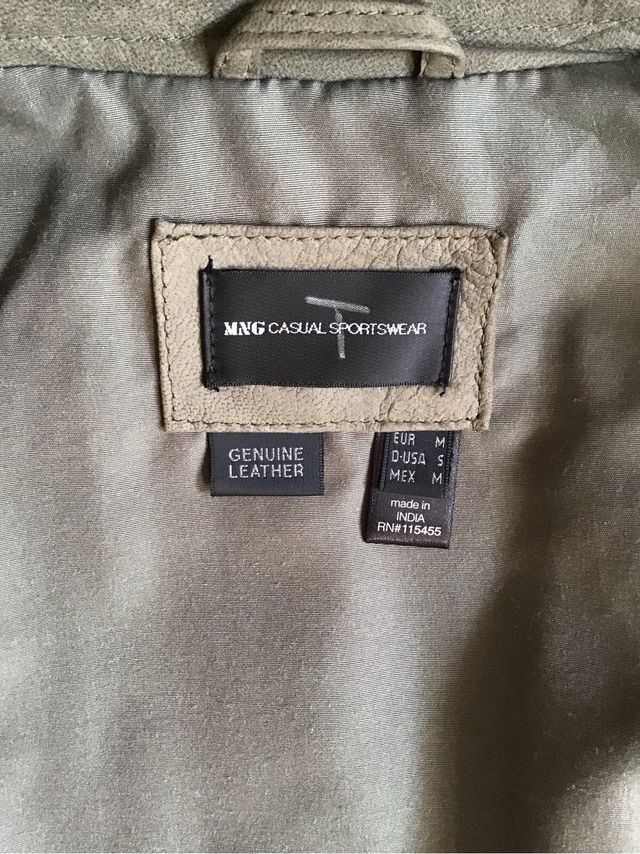 MNG CASUAL SPORTSWEAR
T
GENUINE
LEATHER
EUR M
D-USA S
MEX M
made in
INDIA
RN#115455